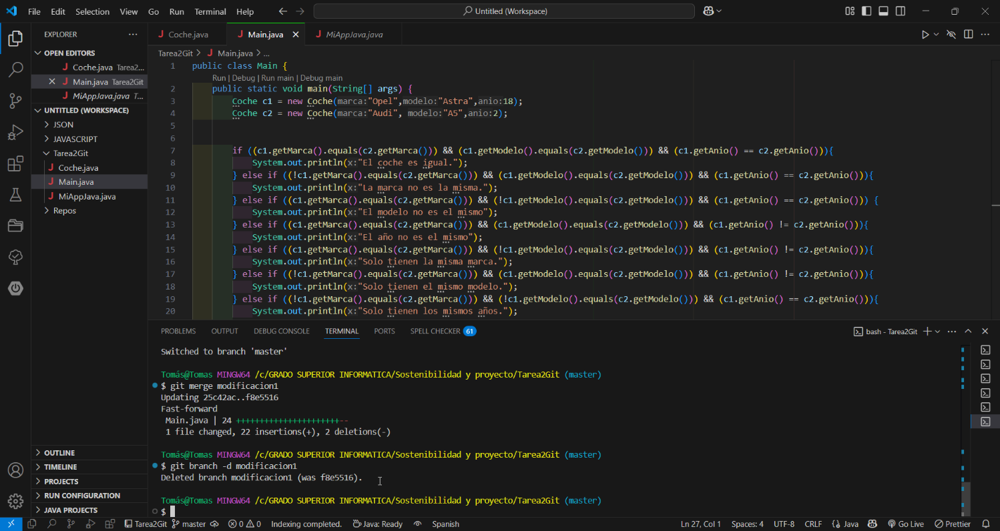 File Edit Selection View Go Run Terminal Help
Untitled (Workspace)
EXPLORER
OPEN EDITORS
Coche.java Tarea2...
Main.java Tarea2Git
MiAppJava.java T...
UNTITLED (WORKSPACE)
JSON
JAVASCRIPT
Tarea2Git
Coche.java
Main.java
MiAppJava.java
Repos
OUTLINE
TIMELINE
PROJECTS
RUN CONFIGURATION
JAVA PROJECTS
Coche.java Main.java MiAppJava.java
Tarea2Git > Main.java > ...
1 public class Main {
Run | Debug | Run main | Debug main
2 public static void main(String[] args) {
3 Coche c1 = new Coche(marca:"Opel",modelo:"Astra",anio:18);
4 Coche c2 = new Coche(marca:"Audi", modelo:"A5",anio:2);
5
6
7 if ((c1.getMarca().equals(c2.getMarca())) && (c1.getModelo().equals(c2.getModelo())) && (c1.getAnio() == c2.getAnio())){
8 System.out.println(x:"El coche es igual.");
9 } else if ((!c1.getMarca().equals(c2.getMarca())) && (c1.getModelo().equals(c2.getModelo())) && (c1.getAnio() == c2.getAnio())){
10 System.out.println(x:"La marca no es la misma.");
11 } else if ((c1.getMarca().equals(c2.getMarca())) && (!c1.getModelo().equals(c2.getModelo())) && (c1.getAnio() == c2.getAnio())) {
12 System.out.println(x:"El modelo no es el mismo");
13 } else if ((c1.getMarca().equals(c2.getMarca())) && (c1.getModelo().equals(c2.getModelo())) && (c1.getAnio() != c2.getAnio())){
14 System.out.println(x:"El año no es el mismo");
15 } else if ((c1.getMarca().equals(c2.getMarca())) && (!c1.getModelo().equals(c2.getModelo())) && (c1.getAnio() != c2.getAnio())){
16 System.out.println(x:"Solo tienen la misma marca.");
17 } else if ((!c1.getMarca().equals(c2.getMarca())) && (c1.getModelo().equals(c2.getModelo())) && (c1.getAnio() != c2.getAnio())){
18 System.out.println(x:"Solo tienen el mismo modelo.");
19 } else if ((!c1.getMarca().equals(c2.getMarca())) && (!c1.getModelo().equals(c2.getModelo())) && (c1.getAnio() == c2.getAnio())){
20 System.out.println(x:"Solo tienen los mismos años.");
PROBLEMS OUTPUT DEBUG CONSOLE TERMINAL PORTS SPELL CHECKER 61
bash - Tarea2Git
Switched to branch 'master'
Tomás@Tomas MINGW64 /c/GRADO SUPERIOR INFORMATICA/Sostenibilidad y proyecto/Tarea2Git (master)
$ git merge modificacion1
Updating 25c42ac..f8e5516
Fast-forward
Main.java | 24 ++++++++++++++++++++++--
1 file changed, 22 insertions(+), 2 deletions(-)
Tomás@Tomas MINGW64 /c/GRADO SUPERIOR INFORMATICA/Sostenibilidad y proyecto/Tarea2Git (master)
$ git branch -d modificacion1
Deleted branch modificacion1 (was f8e5516).
Tomás@Tomas MINGW64 /c/GRADO SUPERIOR INFORMATICA/Sostenibilidad y proyecto/Tarea2Git (master)
$
Tarea2Git master 0 0 Indexing completed. Java: Ready Spanish Ln 27, Col 1 Spaces: 4 UTF-8 CRLF {} Java Go Live Prettier